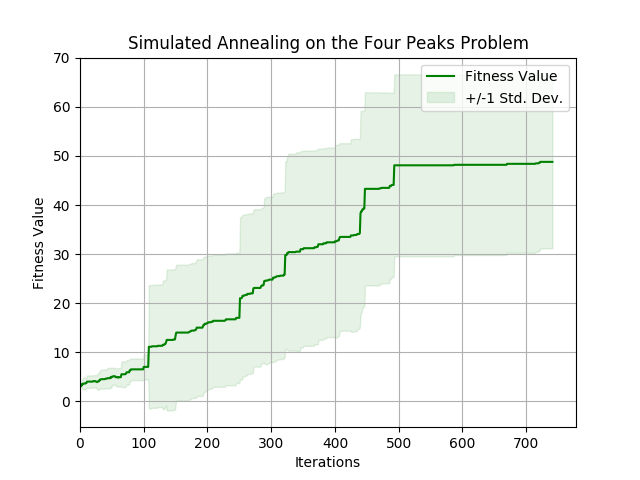 Simulated Annealing on the Four Peaks Problem
Fitness Value
+/-1 Std. Dev.
Fitness Value
70
60
50
40
30
20
10
0
0 100 200 300 400 500 600 700
Iterations